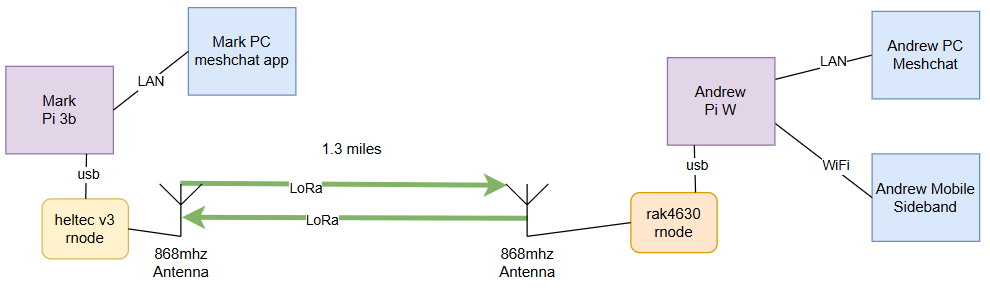 Mark PC
meshchat app
LAN
Mark
Pi 3b
usb
heltec v3
rnode
868mhz
Antenna
1.3 miles
LoRa
LoRa
868mhz
Antenna
Andrew
Pi W
usb
rak4630
rnode
LAN
Andrew PC
Meshchat
WiFi
Andrew Mobile
Sideband